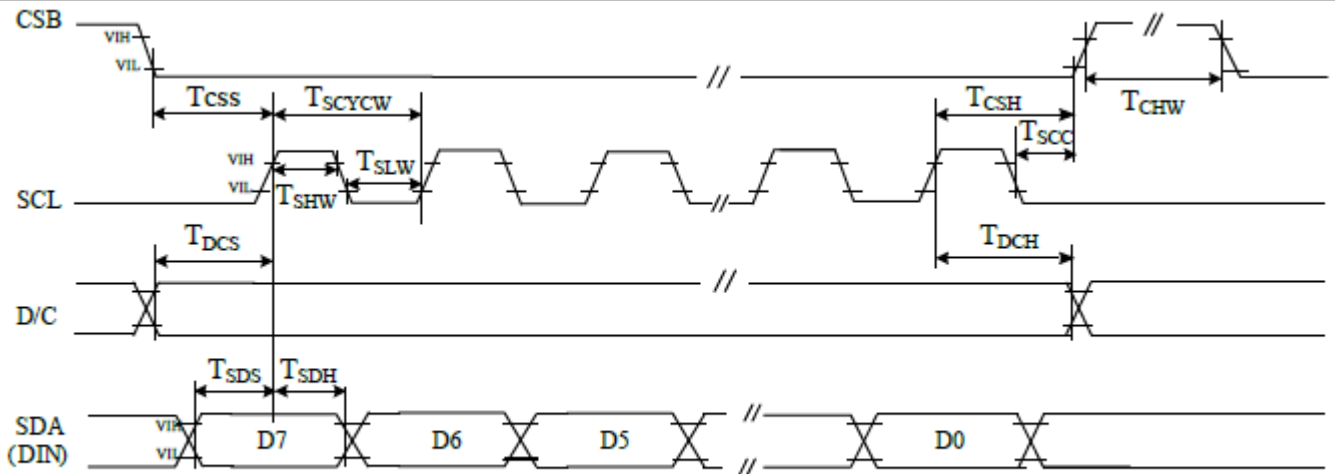 CSB
VIH
VIL
//
//
TCSS
TSCYCW
TCSH
TCHW
TSCC
VIH
VIL
TSLW
TSHW
SCL
//
TDCS
TDCH
//
D/C
TSDS
TSDH
SDA
(DIN)
VIH
VIL
D7
D6
D5
//
//
D0